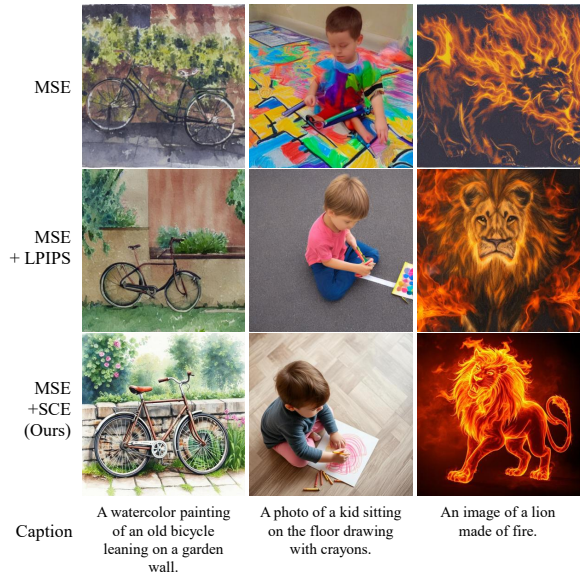 MSE
MSE
+ LPIPS
MSE
+SCE
(Ours)
Caption
A watercolor painting
of an old bicycle
leaning on a garden
wall.
A photo of a kid sitting
on the floor drawing
with crayons.
An image of a lion
made of fire.